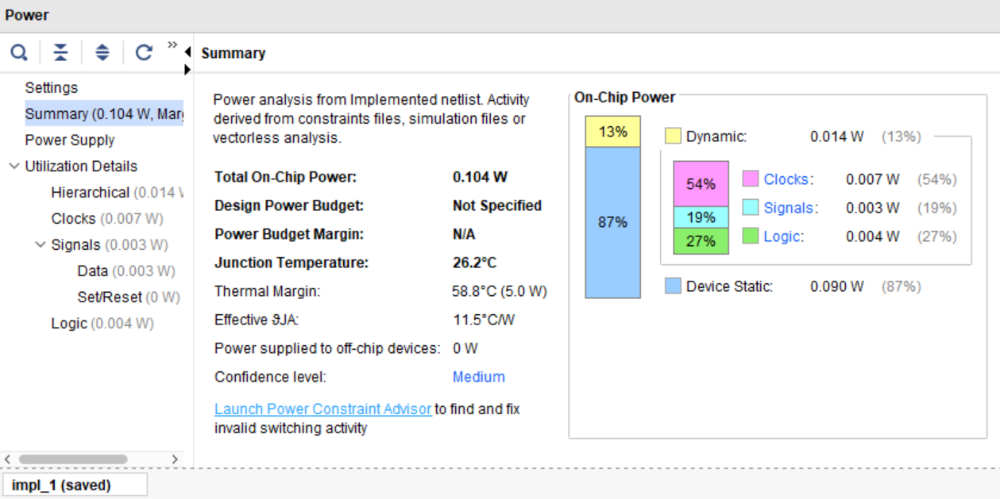 Power
»
Summary
Settings
Summary (0.104 W, Marg
Power Supply
Utilization Details
Hierarchical (0.014 W
Clocks (0.007 W)
Signals (0.003 W)
Data (0.003 W)
Set/Reset (0 W)
Logic (0.004 W)
Power analysis from Implemented netlist. Activity
derived from constraints files, simulation files or
vectorless analysis.
Total On-Chip Power: 0.104 W
Design Power Budget: Not Specified
Power Budget Margin: N/A
Junction Temperature: 26.2°C
Thermal Margin: 58.8°C (5.0 W)
Effective ϑJA: 11.5°C/W
Power supplied to off-chip devices: 0 W
Confidence level: Medium
Launch Power Constraint Advisor to find and fix
invalid switching activity
On-Chip Power
13%
87%
Dynamic: 0.014 W (13%)
54%
19%
27%
Clocks: 0.007 W (54%)
Signals: 0.003 W (19%)
Logic: 0.004 W (27%)
Device Static: 0.090 W (87%)
impl_1 (saved)